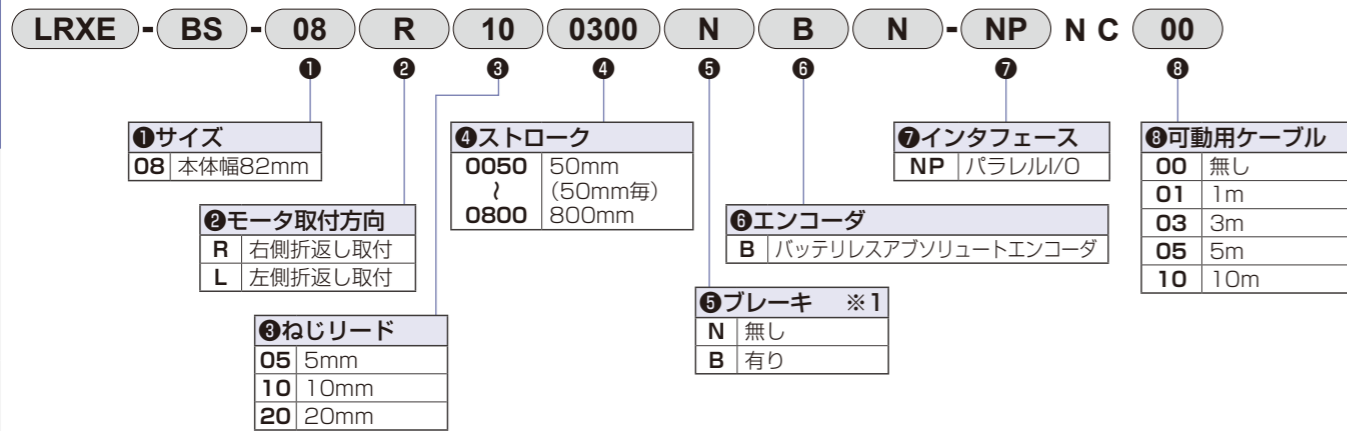 LRXE - BS - 08 R 10 0300 N B N - NP N C 00
❶ ❷ ❸ ❹ ❺ ❻ ❼ ❽
❶サイズ
08 本体幅82mm
❷モータ取付方向
R 右側折返し取付
L 左側折返し取付
❸ねじリード
05 5mm
10 10mm
20 20mm
❹ストローク
0050 50mm
〜 (50mm毎)
0800 800mm
❺ブレーキ ※1
N 無し
B 有り
❻エンコーダ
B バッテリレスアブソリュートエンコーダ
❼インタフェース
NP パラレルI/O
❽可動用ケーブル
00 無し
01 1m
03 3m
05 5m
10 10m